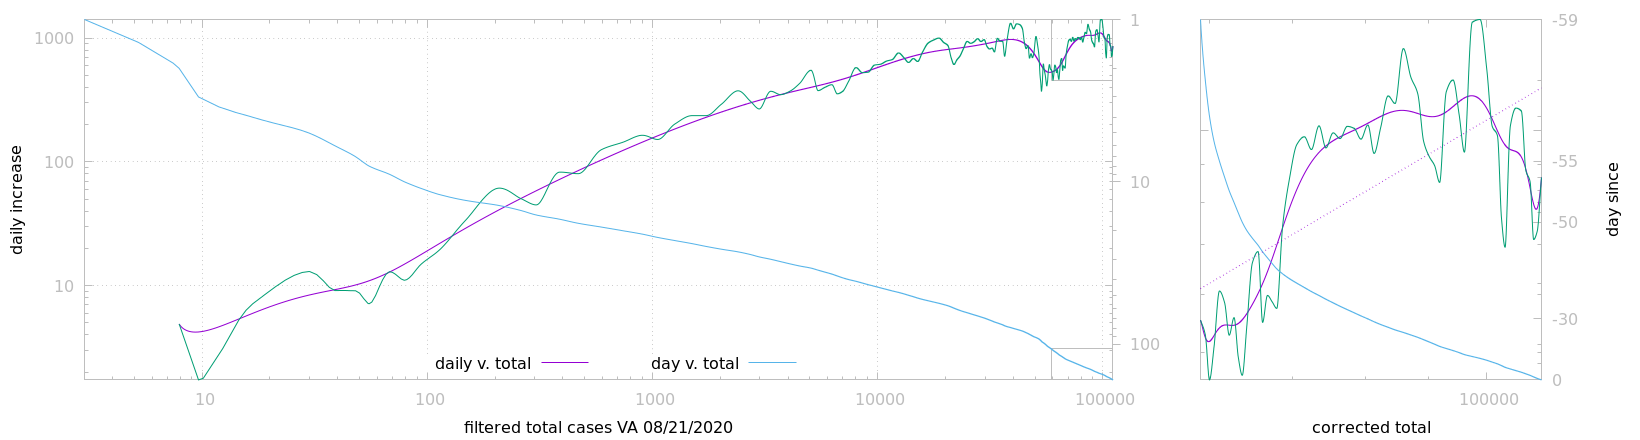 1000
100
10
daily increase
1
10
100
daily v. total
day v. total
10
100
1000
10000
100000
filtered total cases VA 08/21/2020
-59
-55
-50
-30
0
day since
100000
corrected total